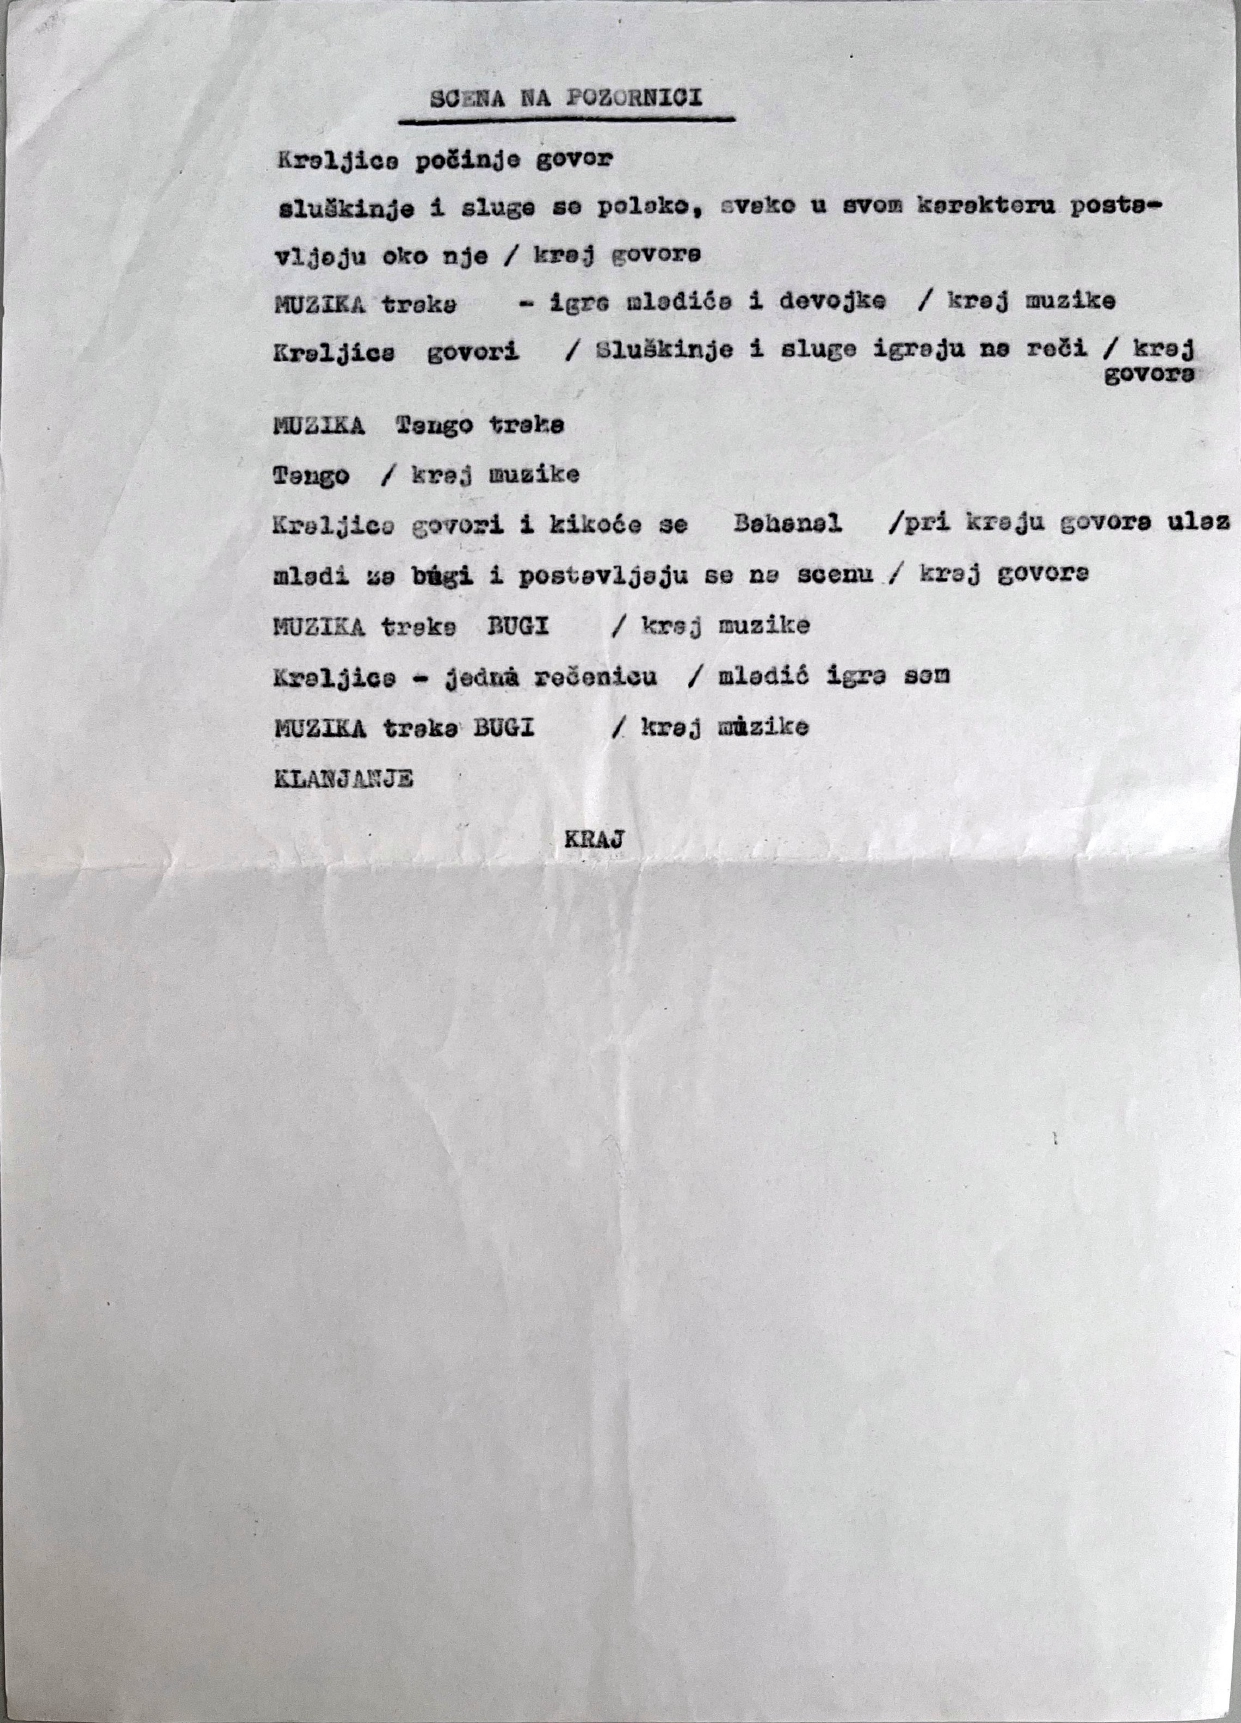 SCENA NA POZORNICI
Kraljica počinje govor
sluškinje i sluge se polako, svako u svom karakteru posta-
vljaju oko nje / kraj govora
MUZIKA traka - igra mladića i devojke / kraj muzike
Kraljica govori / Sluškinje i sluge igraju na reči / kraj
govora
MUZIKA Tango traka
Tango / kraj muzike
Kraljica govori i kikoće se Bahanal /pri kraju govora ulaz
mladi za bugi i postavljaju se na scenu / kraj govora
MUZIKA traka BUGI / kraj muzike
Kraljica - jednu rečenicu / mladić igra sam
MUZIKA traka BUGI / kraj muzike
KLANJANJE
KRAJ